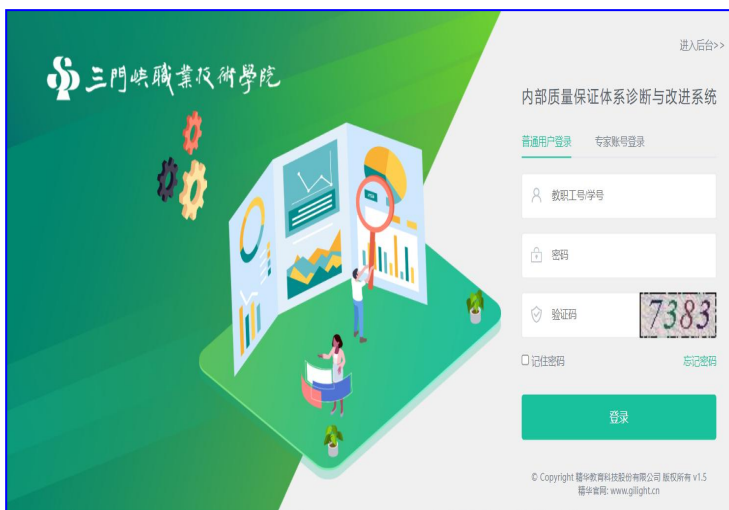 三門峡職業技術學院
进入后台>>
内部质量保证体系诊断与改进系统
普通用户登录 专家账号登录
教职工号/学号
密码
验证码 7383
记住密码 忘记密码
登录
© Copyright 精华教育科技股份有限公司 版权所有 v1.5
精华官网: www.gilight.cn